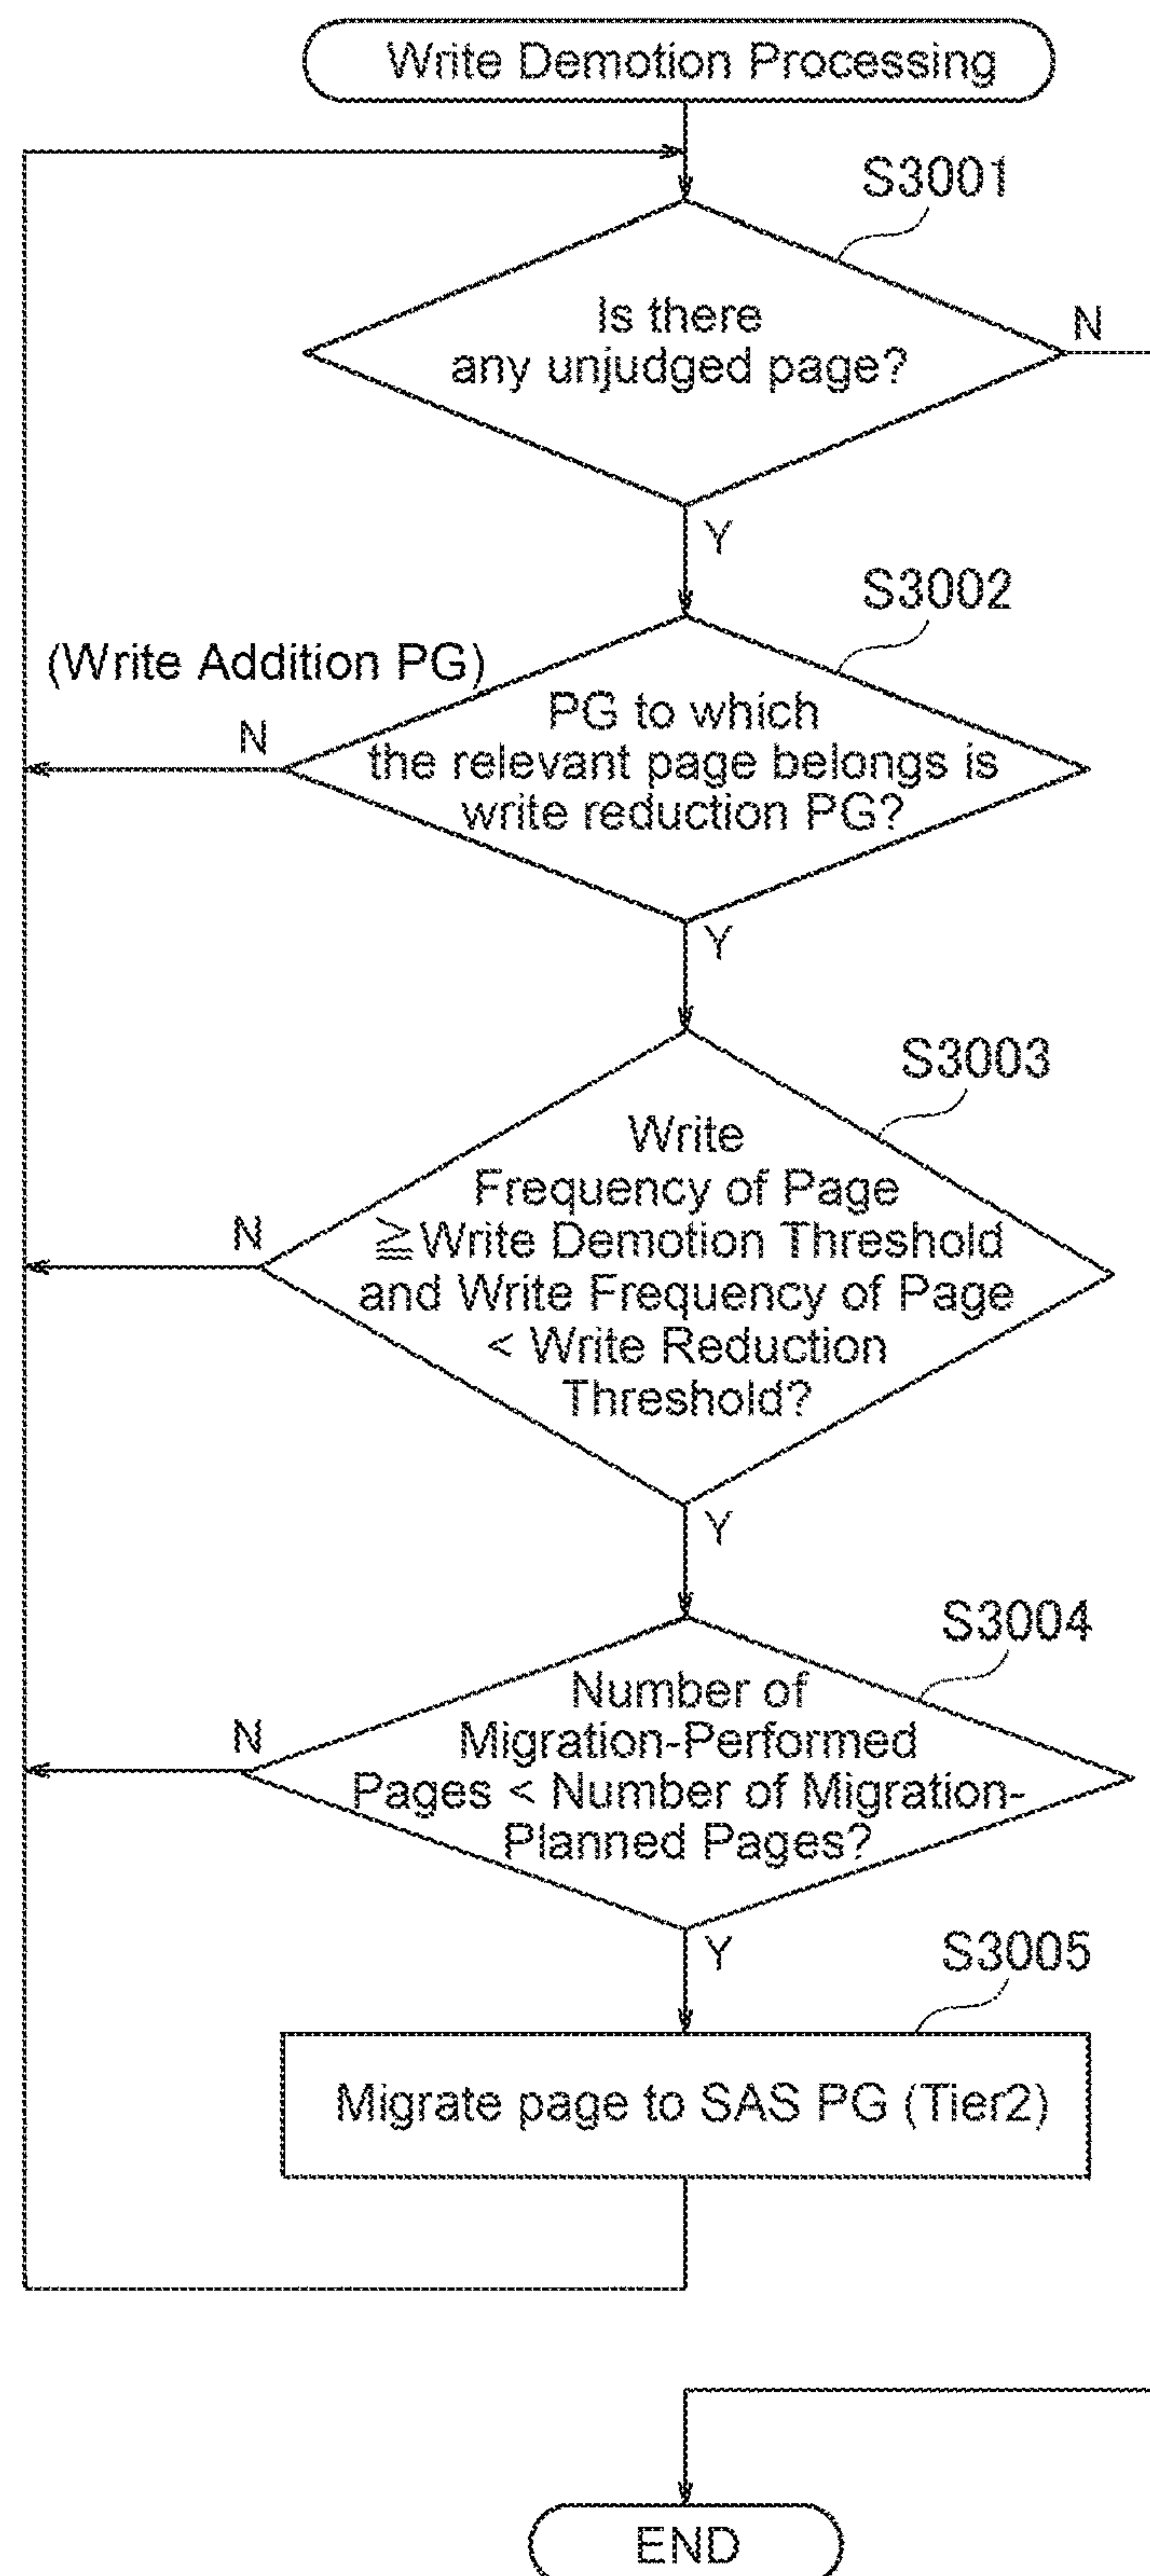 Write Demotion Processing
S3001
Is there
any unjudged page?
N
Y
S3002
(Write Addition PG)
N
PG to which
the relevant page belongs is
write reduction PG?
Y
S3003
Write
Frequency of Page
≧Write Demotion Threshold
and Write Frequency of Page
< Write Reduction
Threshold?
N
Y
S3004
Number of
Migration-Performed
Pages < Number of Migration-
Planned Pages?
N
Y
S3005
Migrate page to SAS PG (Tier2)
END